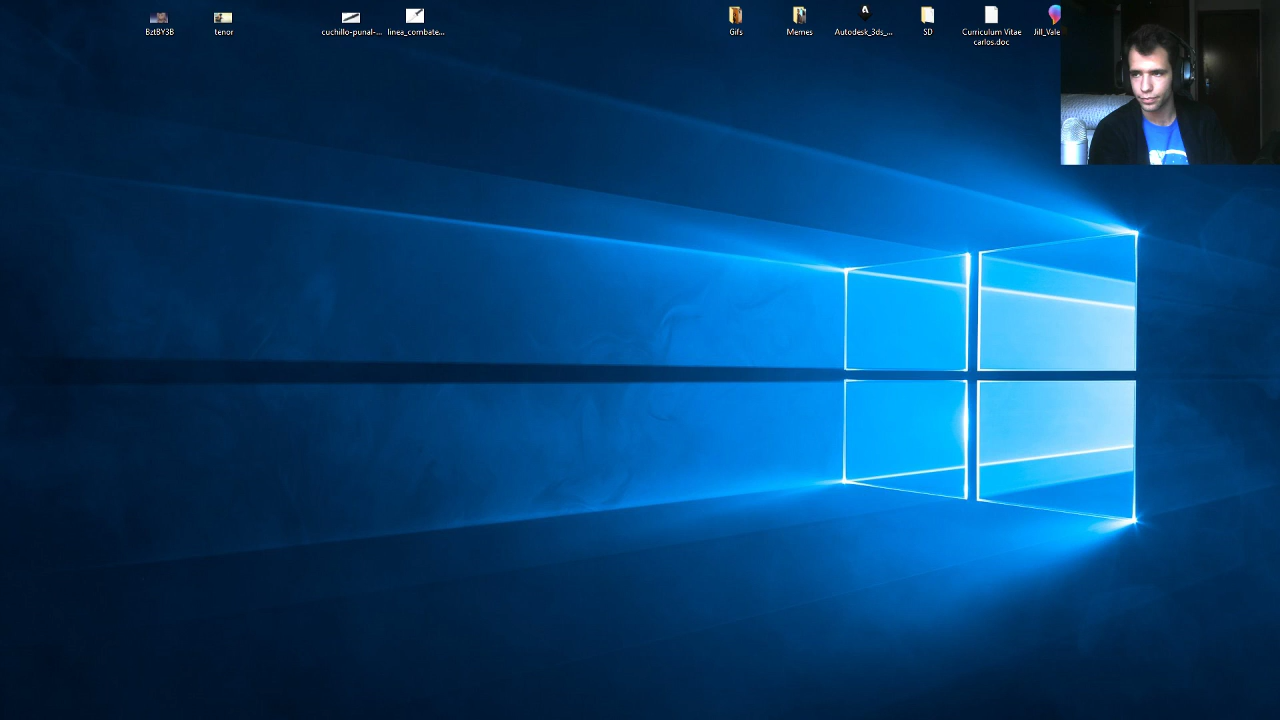 BztBY3B
tenor
cuchillo-punal-...
linea_combate...
Gifs
Memes
Autodesk_3ds_...
SD
Curriculum Vitae
carlos.doc
Jill_Vale